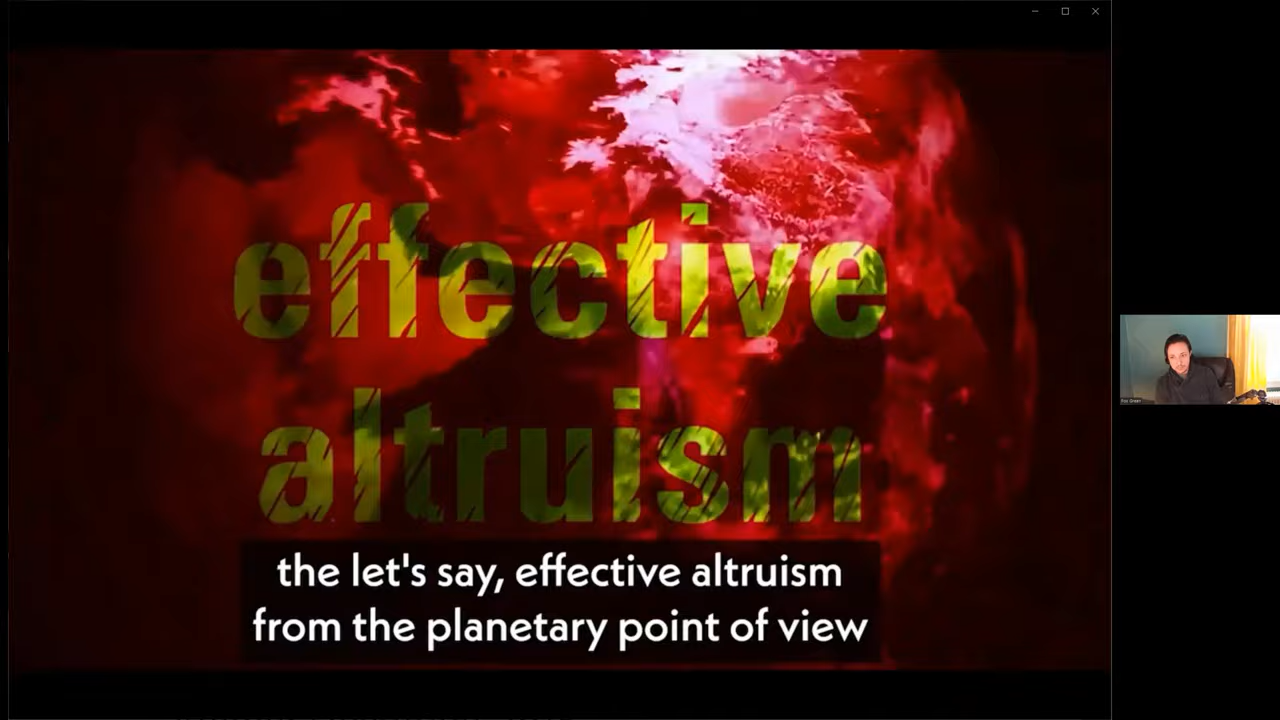 effective
altruism
the let's say, effective altruism
from the planetary point of view